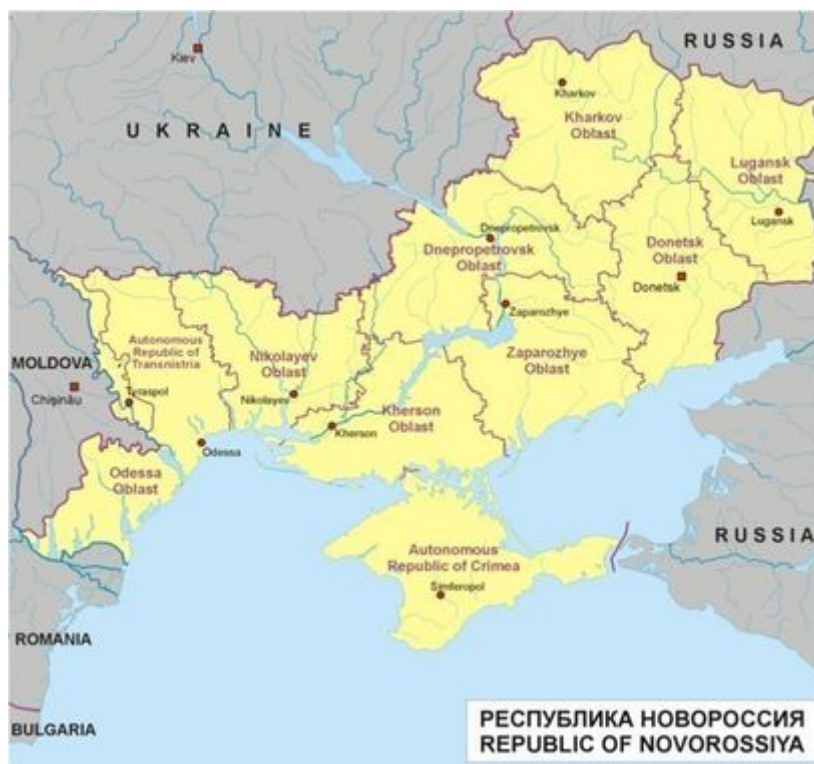 Kiev
RUSSIA
Kharkov
UKRAINE
Kharkov
Oblast
Lugansk
Oblast
Lugansk
Dnepropetrovsk
Dnepropetrovsk
Oblast
Donetsk
Oblast
Donetsk
Zaparozhye
Autonomous
Republic of
Transnistria
MOLDOVA
Nikolayev
Oblast
Zaparozhye
Oblast
Chişinău
Teraspol
Nikolayev
Kherson
Oblast
Kherson
Odessa
Odessa
Oblast
RUSSIA
Autonomous
Republic of Crimea
Simferopol
ROMANIA
BULGARIA
РЕСПУБЛИКА НОВОРОССИЯ
REPUBLIC OF NOVOROSSIYA